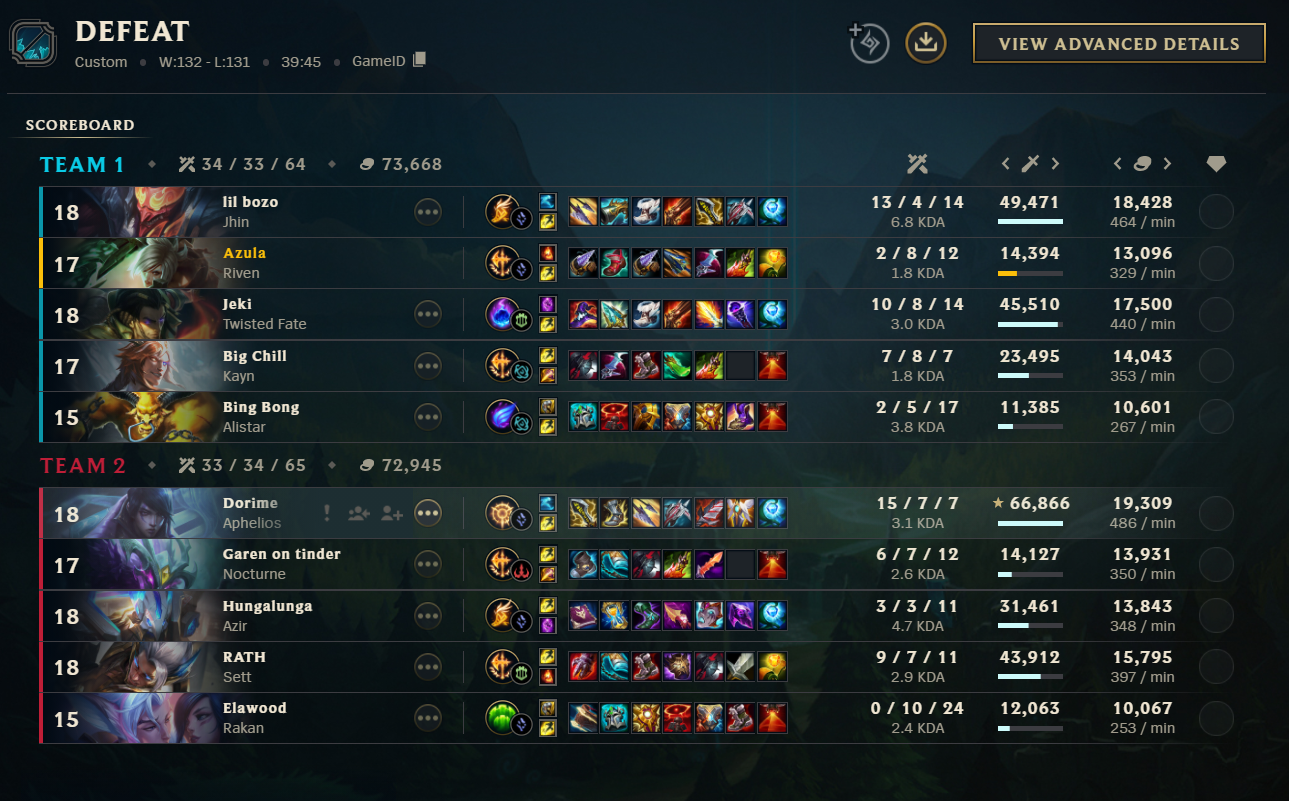 DEFEAT
Custom • W:132 - L:131 • 39:45 • GameID
VIEW ADVANCED DETAILS
SCOREBOARD
TEAM 1 34 / 33 / 64 73,668
18 lil bozo 13 / 4 / 14 49,471 18,428
Jhin 6.8 KDA 464 / min
17 Azula 2 / 8 / 12 14,394 13,096
Riven 1.8 KDA 329 / min
18 Jeki 10 / 8 / 14 45,510 17,500
Twisted Fate 3.0 KDA 440 / min
17 Big Chill 7 / 8 / 7 23,495 14,043
Kayn 1.8 KDA 353 / min
15 Bing Bong 2 / 5 / 17 11,385 10,601
Alistar 3.8 KDA 267 / min
TEAM 2 33 / 34 / 65 72,945
18 Dorime 15 / 7 / 7 66,866 19,309
Aphelios 3.1 KDA 486 / min
17 Garen on tinder 6 / 7 / 12 14,127 13,931
Nocturne 2.6 KDA 350 / min
18 Hungalunga 3 / 3 / 11 31,461 13,843
Azir 4.7 KDA 348 / min
18 RATH 9 / 7 / 11 43,912 15,795
Sett 2.9 KDA 397 / min
15 Elawood 0 / 10 / 24 12,063 10,067
Rakan 2.4 KDA 253 / min